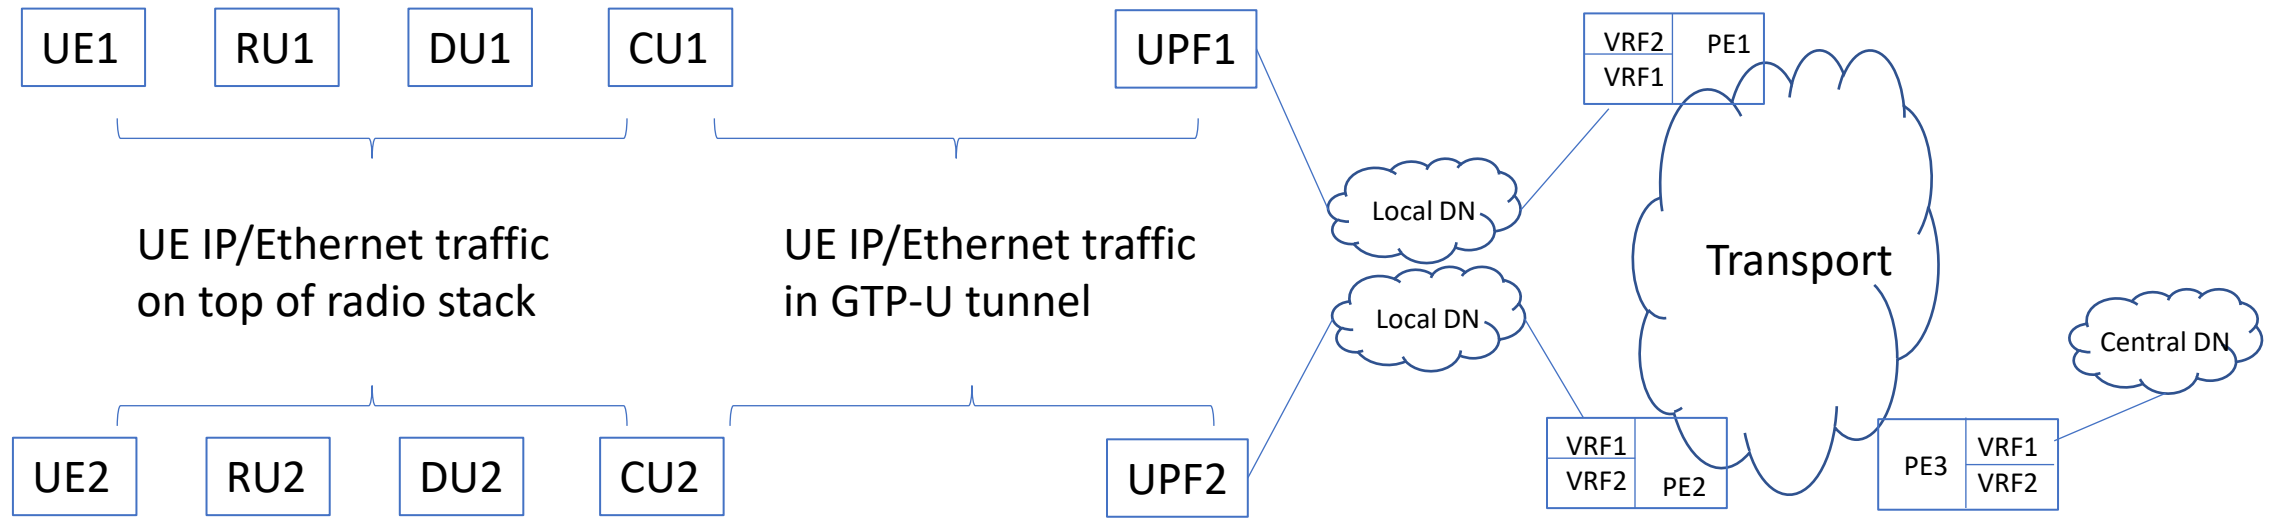 UE1
RU1
DU1
CU1
UPF1
VRF2
PE1
VRF1
UE IP/Ethernet traffic
on top of radio stack
UE IP/Ethernet traffic
in GTP-U tunnel
Local DN
Local DN
Transport
Central DN
UE2
RU2
DU2
CU2
UPF2
VRF1
VRF2
PE2
PE3
VRF1
VRF2